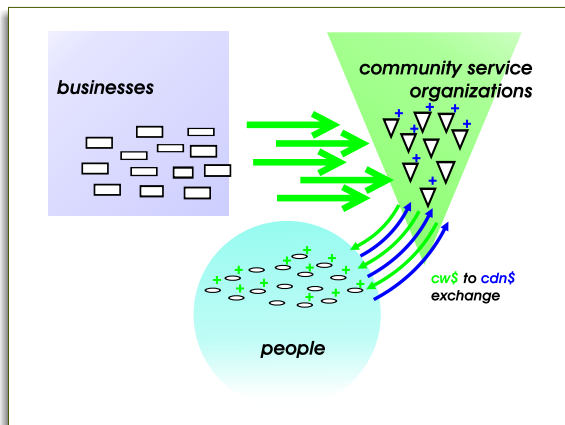 businesses
community service
organizations
cw$ to cdn$
exchange
people